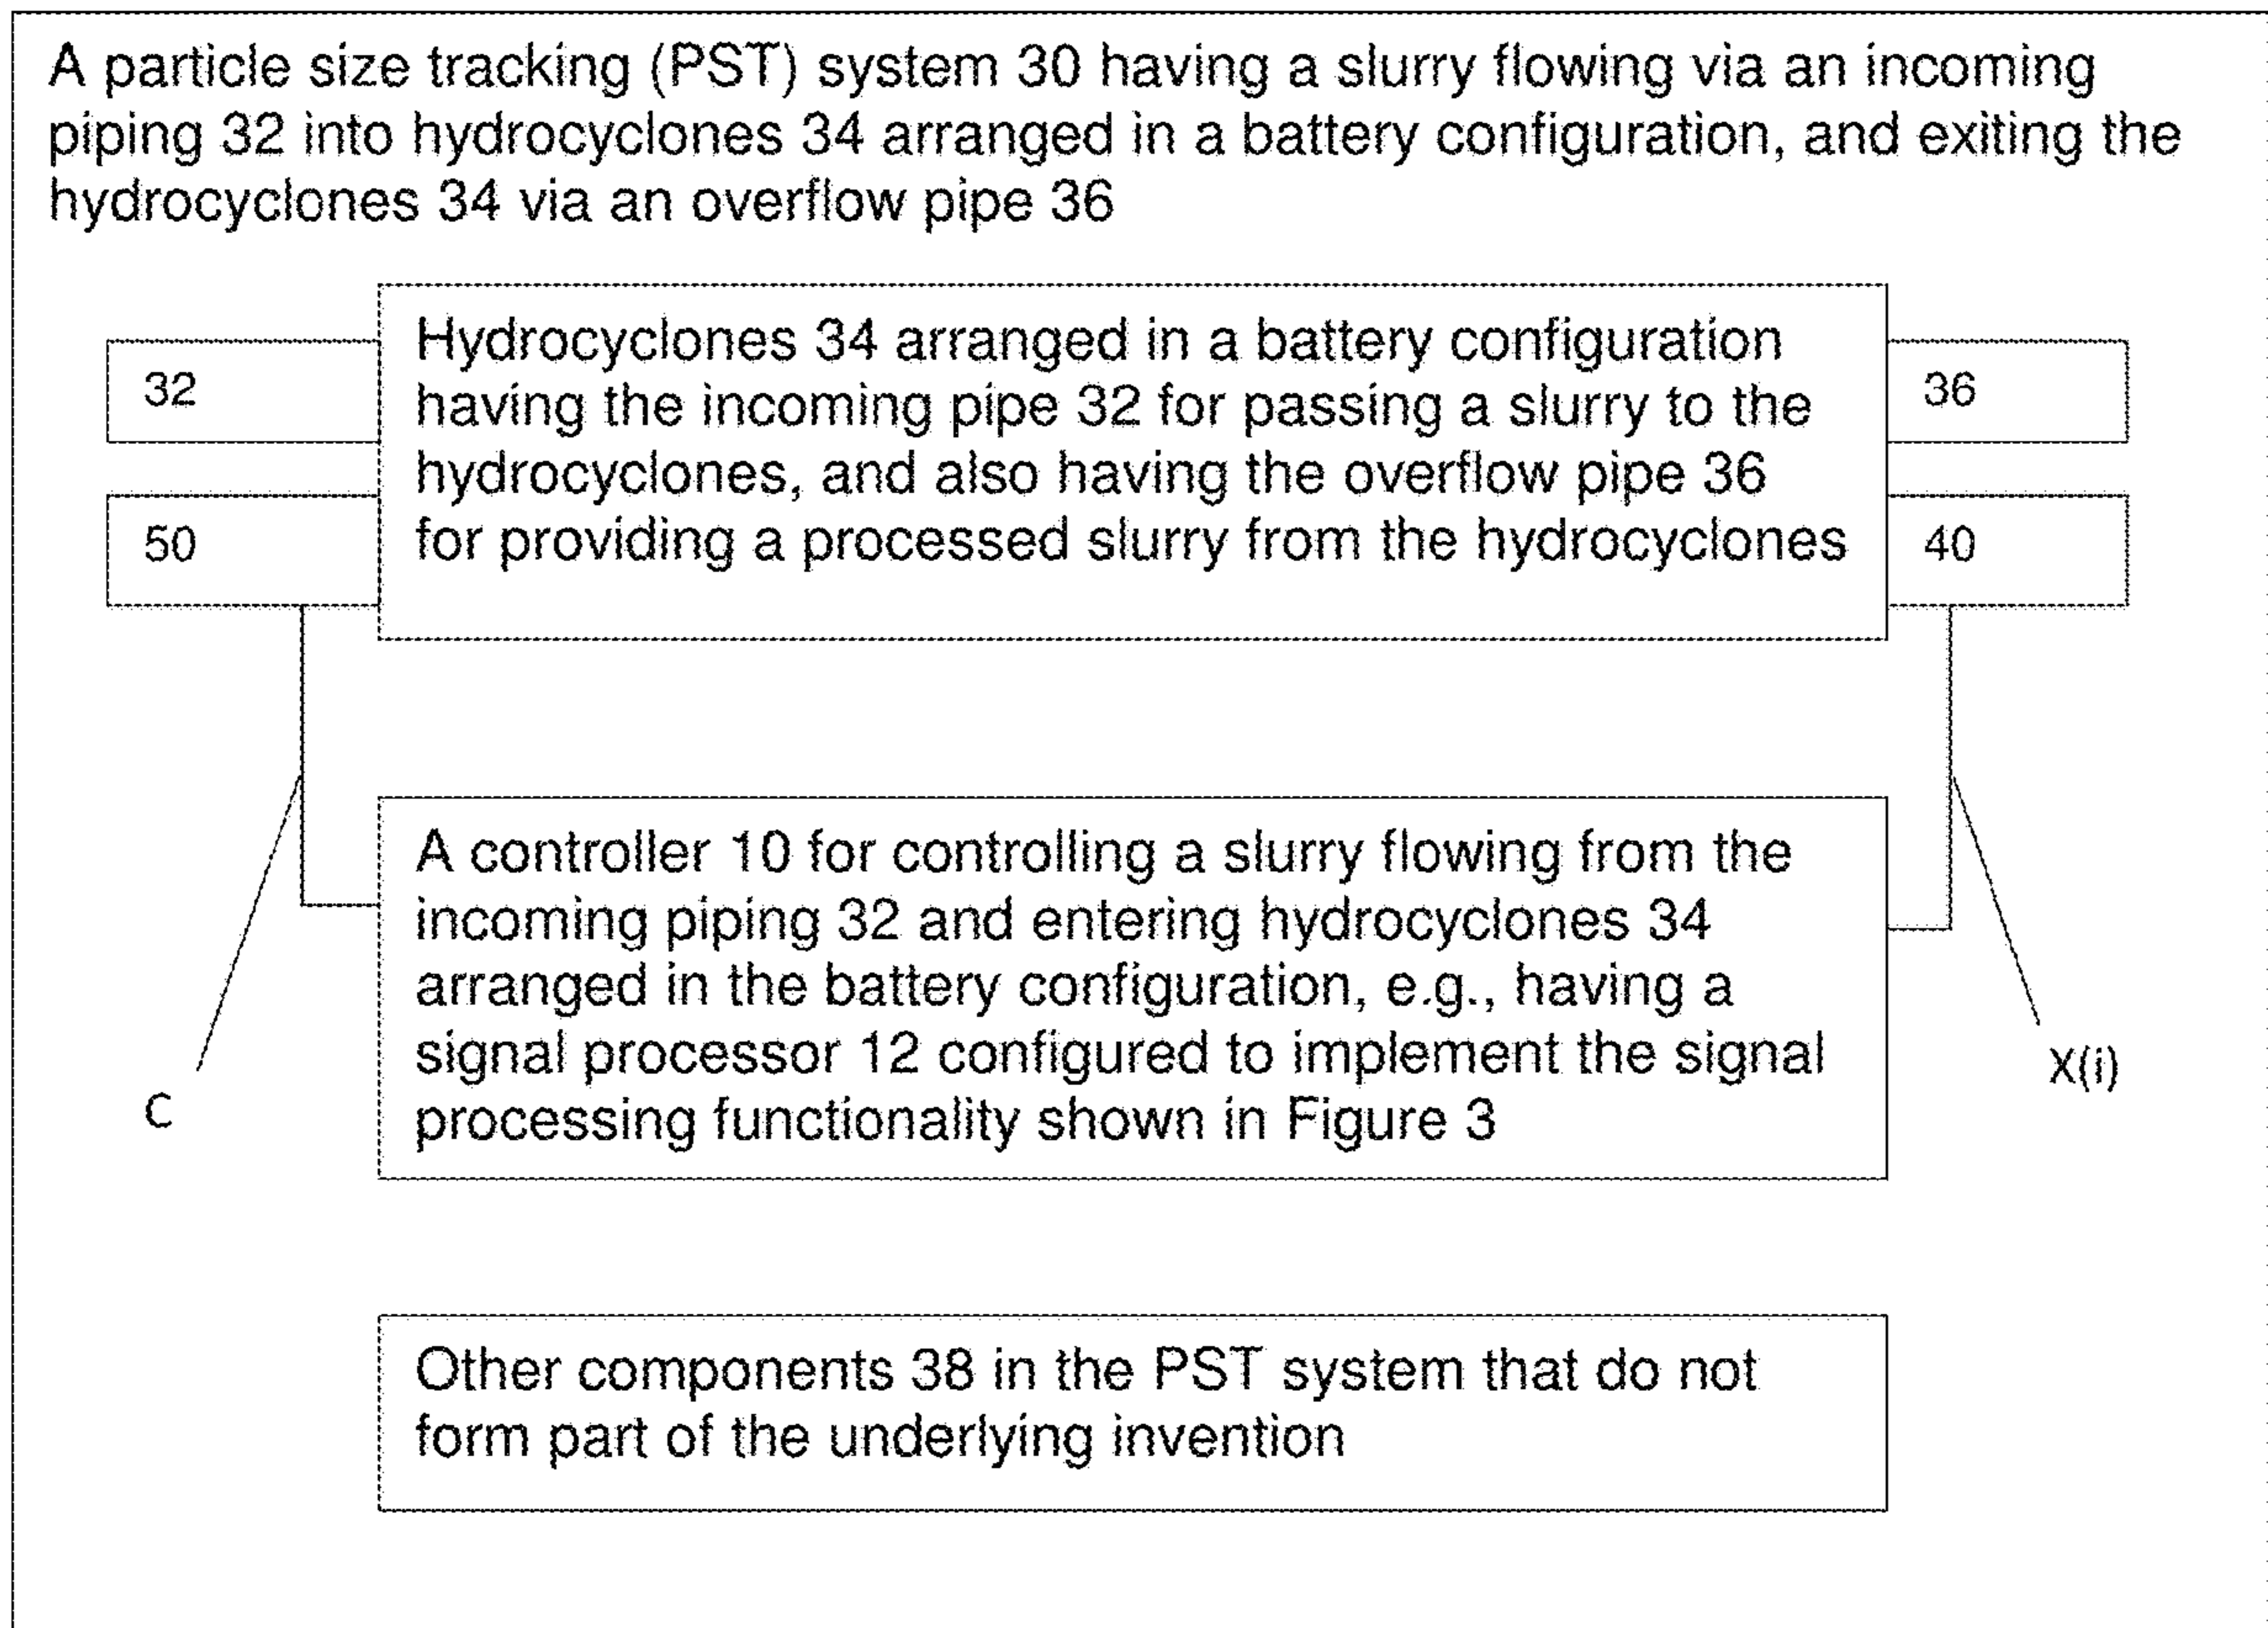 A particle size tracking (PST) system 30 having a slurry flowing via an incoming
piping 32 into hydrocyclones 34 arranged in a battery configuration, and exiting the
hydrocyclones 34 via an overflow pipe 36
32
Hydrocyclones 34 arranged in a battery configuration
having the incoming pipe 32 for passing a slurry to the
hydrocyclones, and also having the overflow pipe 36
for providing a processed slurry from the hydrocyclones
36
50
40
A controller 10 for controlling a slurry flowing from the
incoming piping 32 and entering hydrocyclones 34
arranged in the battery configuration, e.g., having a
signal processor 12 configured to implement the signal
processing functionality shown in Figure 3
C
X(i)
Other components 38 in the PST system that do not
form part of the underlying invention